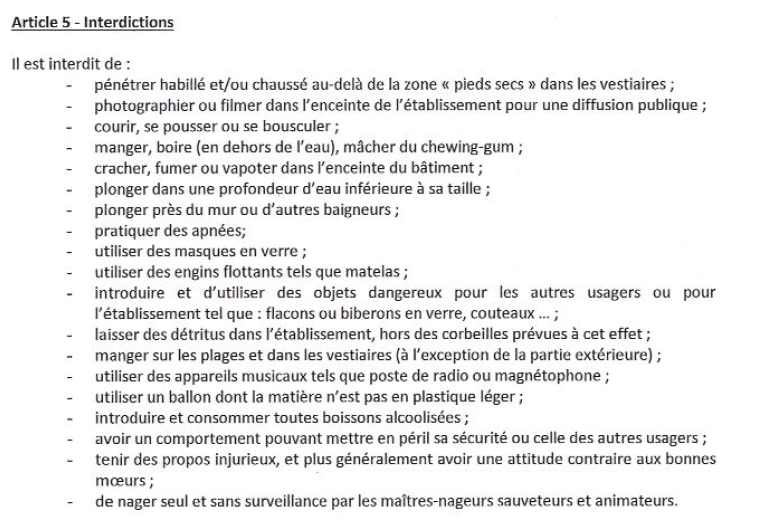 Article 5 - Interdictions
Il est interdit de :
- pénétrer habillé et/ou chaussé au-delà de la zone « pieds secs » dans les vestiaires ;
- photographier ou filmer dans l'enceinte de l'établissement pour une diffusion publique ;
- courir, se pousser ou se bousculer ;
- manger, boire (en dehors de l'eau), mâcher du chewing-gum ;
- cracher, fumer ou vapoter dans l'enceinte du bâtiment ;
- plonger dans une profondeur d'eau inférieure à sa taille ;
- plonger près du mur ou d'autres baigneurs ;
- pratiquer des apnées;
- utiliser des masques en verre ;
- utiliser des engins flottants tels que matelas ;
- introduire et d'utiliser des objets dangereux pour les autres usagers ou pour
l'établissement tel que : flacons ou biberons en verre, couteaux ... ;
- laisser des détritus dans l'établissement, hors des corbeilles prévues à cet effet ;
- manger sur les plages et dans les vestiaires (à l'exception de la partie extérieure) ;
- utiliser des appareils musicaux tels que poste de radio ou magnétophone ;
- utiliser un ballon dont la matière n'est pas en plastique léger ;
- introduire et consommer toutes boissons alcoolisées ;
- avoir un comportement pouvant mettre en péril sa sécurité ou celle des autres usagers ;
- tenir des propos injurieux, et plus généralement avoir une attitude contraire aux bonnes
mœurs ;
- de nager seul et sans surveillance par les maîtres-nageurs sauveteurs et animateurs.